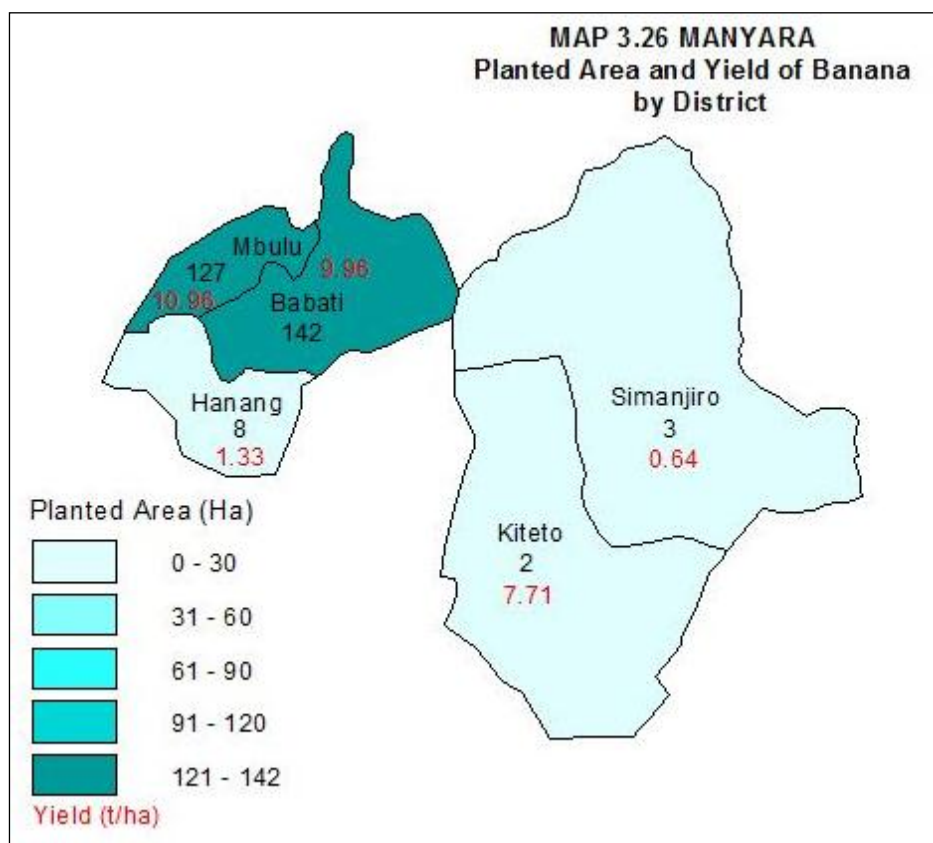 MAP 3.26 MANYARA
Planted Area and Yield of Banana
by District
Mbulu
127
10.96
9.96
Babati
142
Hanang
8
1.33
Simanjiro
3
0.64
Kiteto
2
7.71
Planted Area (Ha)
0 - 30
31 - 60
61 - 90
91 - 120
121 - 142
Yield (t/ha)